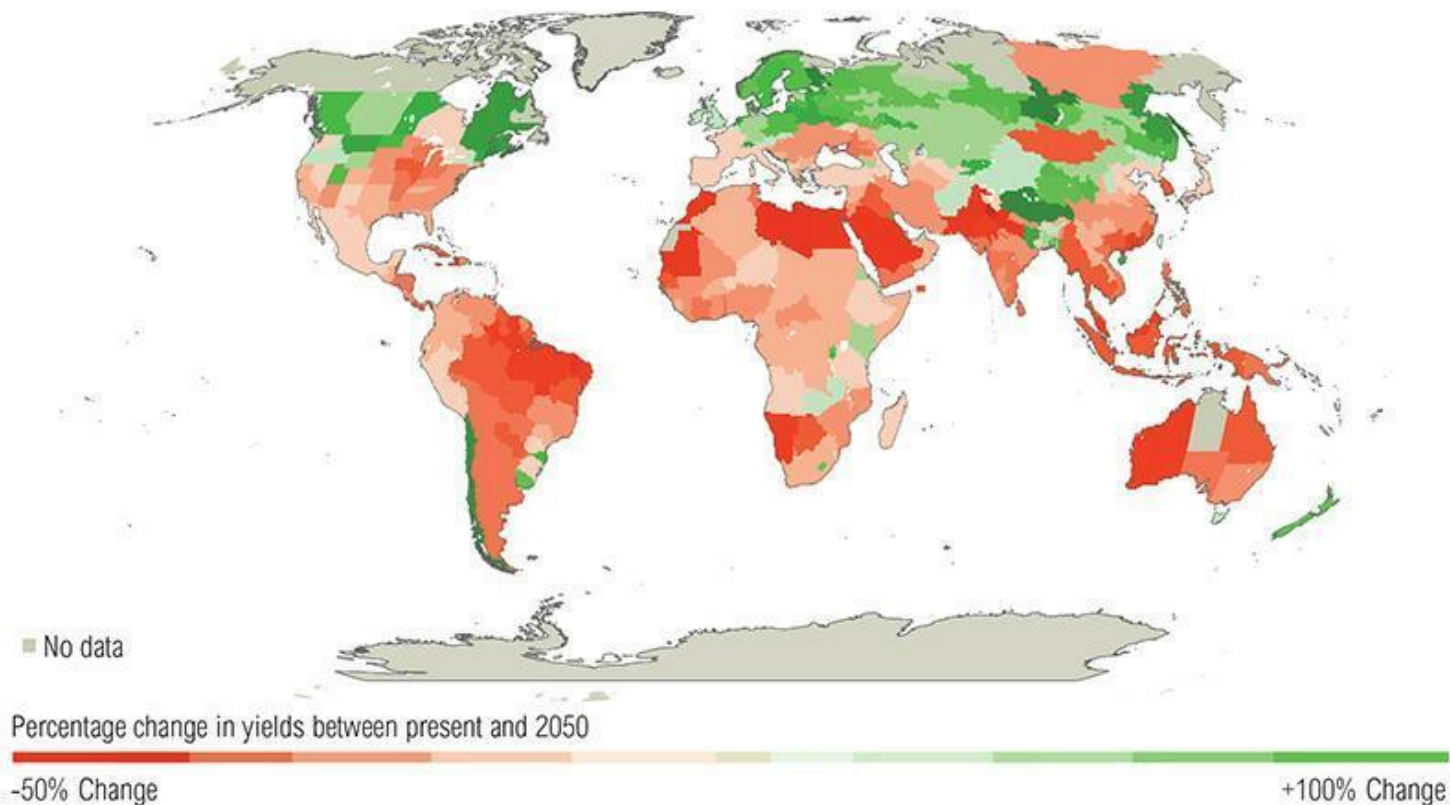 No data
Percentage change in yields between present and 2050
-50% Change
+100% Change